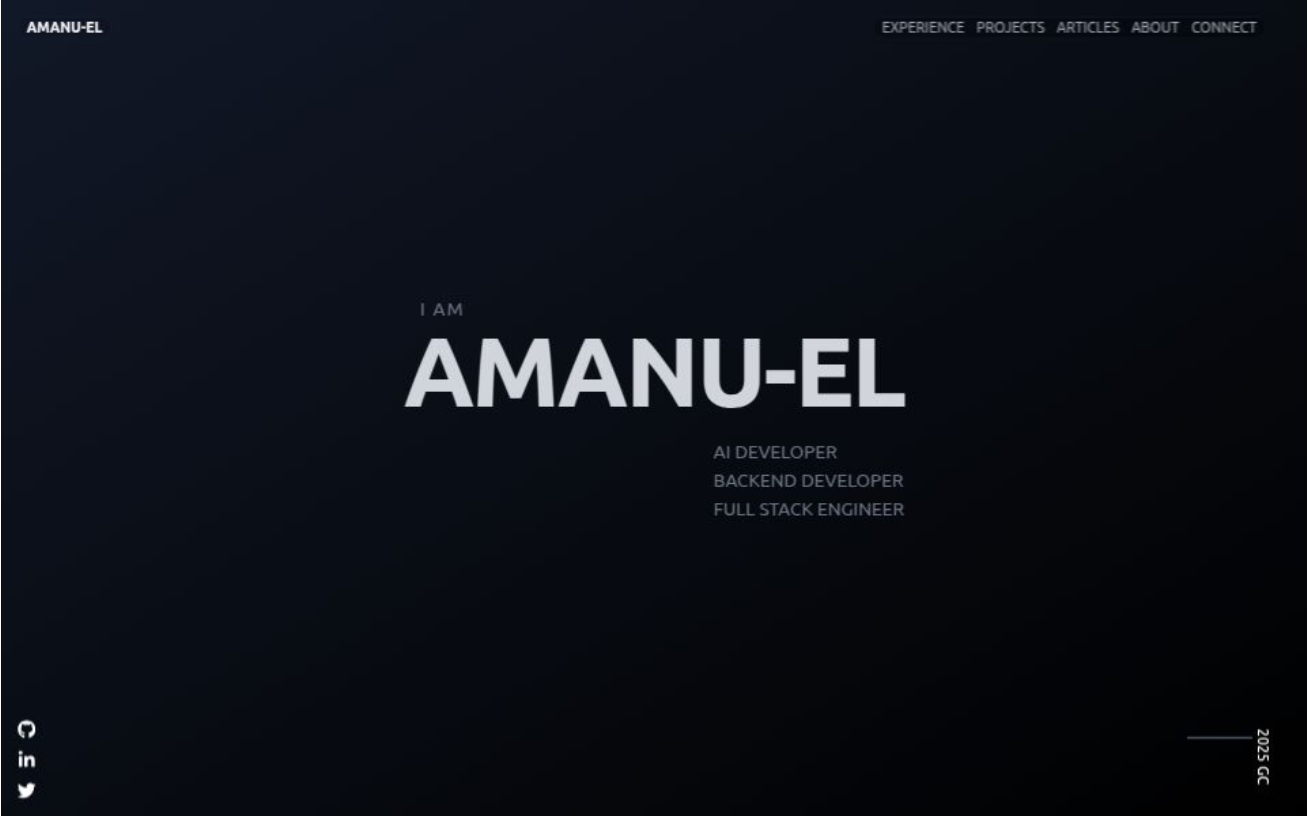 AMANU-EL
EXPERIENCE PROJECTS ARTICLES ABOUT CONNECT
I AM
AMANU-EL
AI DEVELOPER
BACKEND DEVELOPER
FULL STACK ENGINEER
in
2025 GC